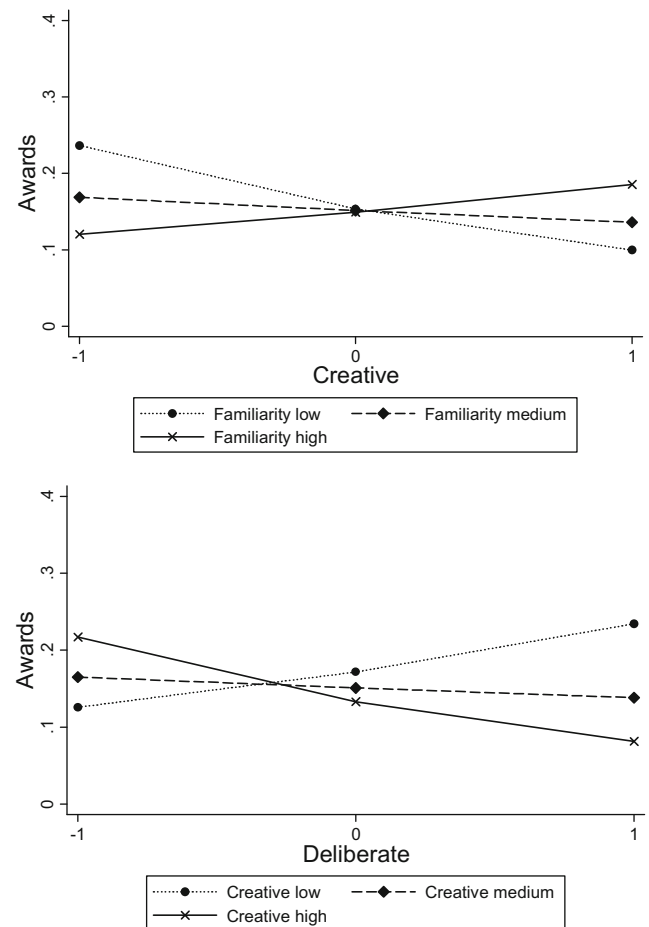 Awards
.4
.3
.2
.1
0
-1 0 1
Creative
Familiarity low Familiarity medium
Familiarity high
Awards
.4
.3
.2
.1
0
-1 0 1
Deliberate
Creative low Creative medium
Creative high